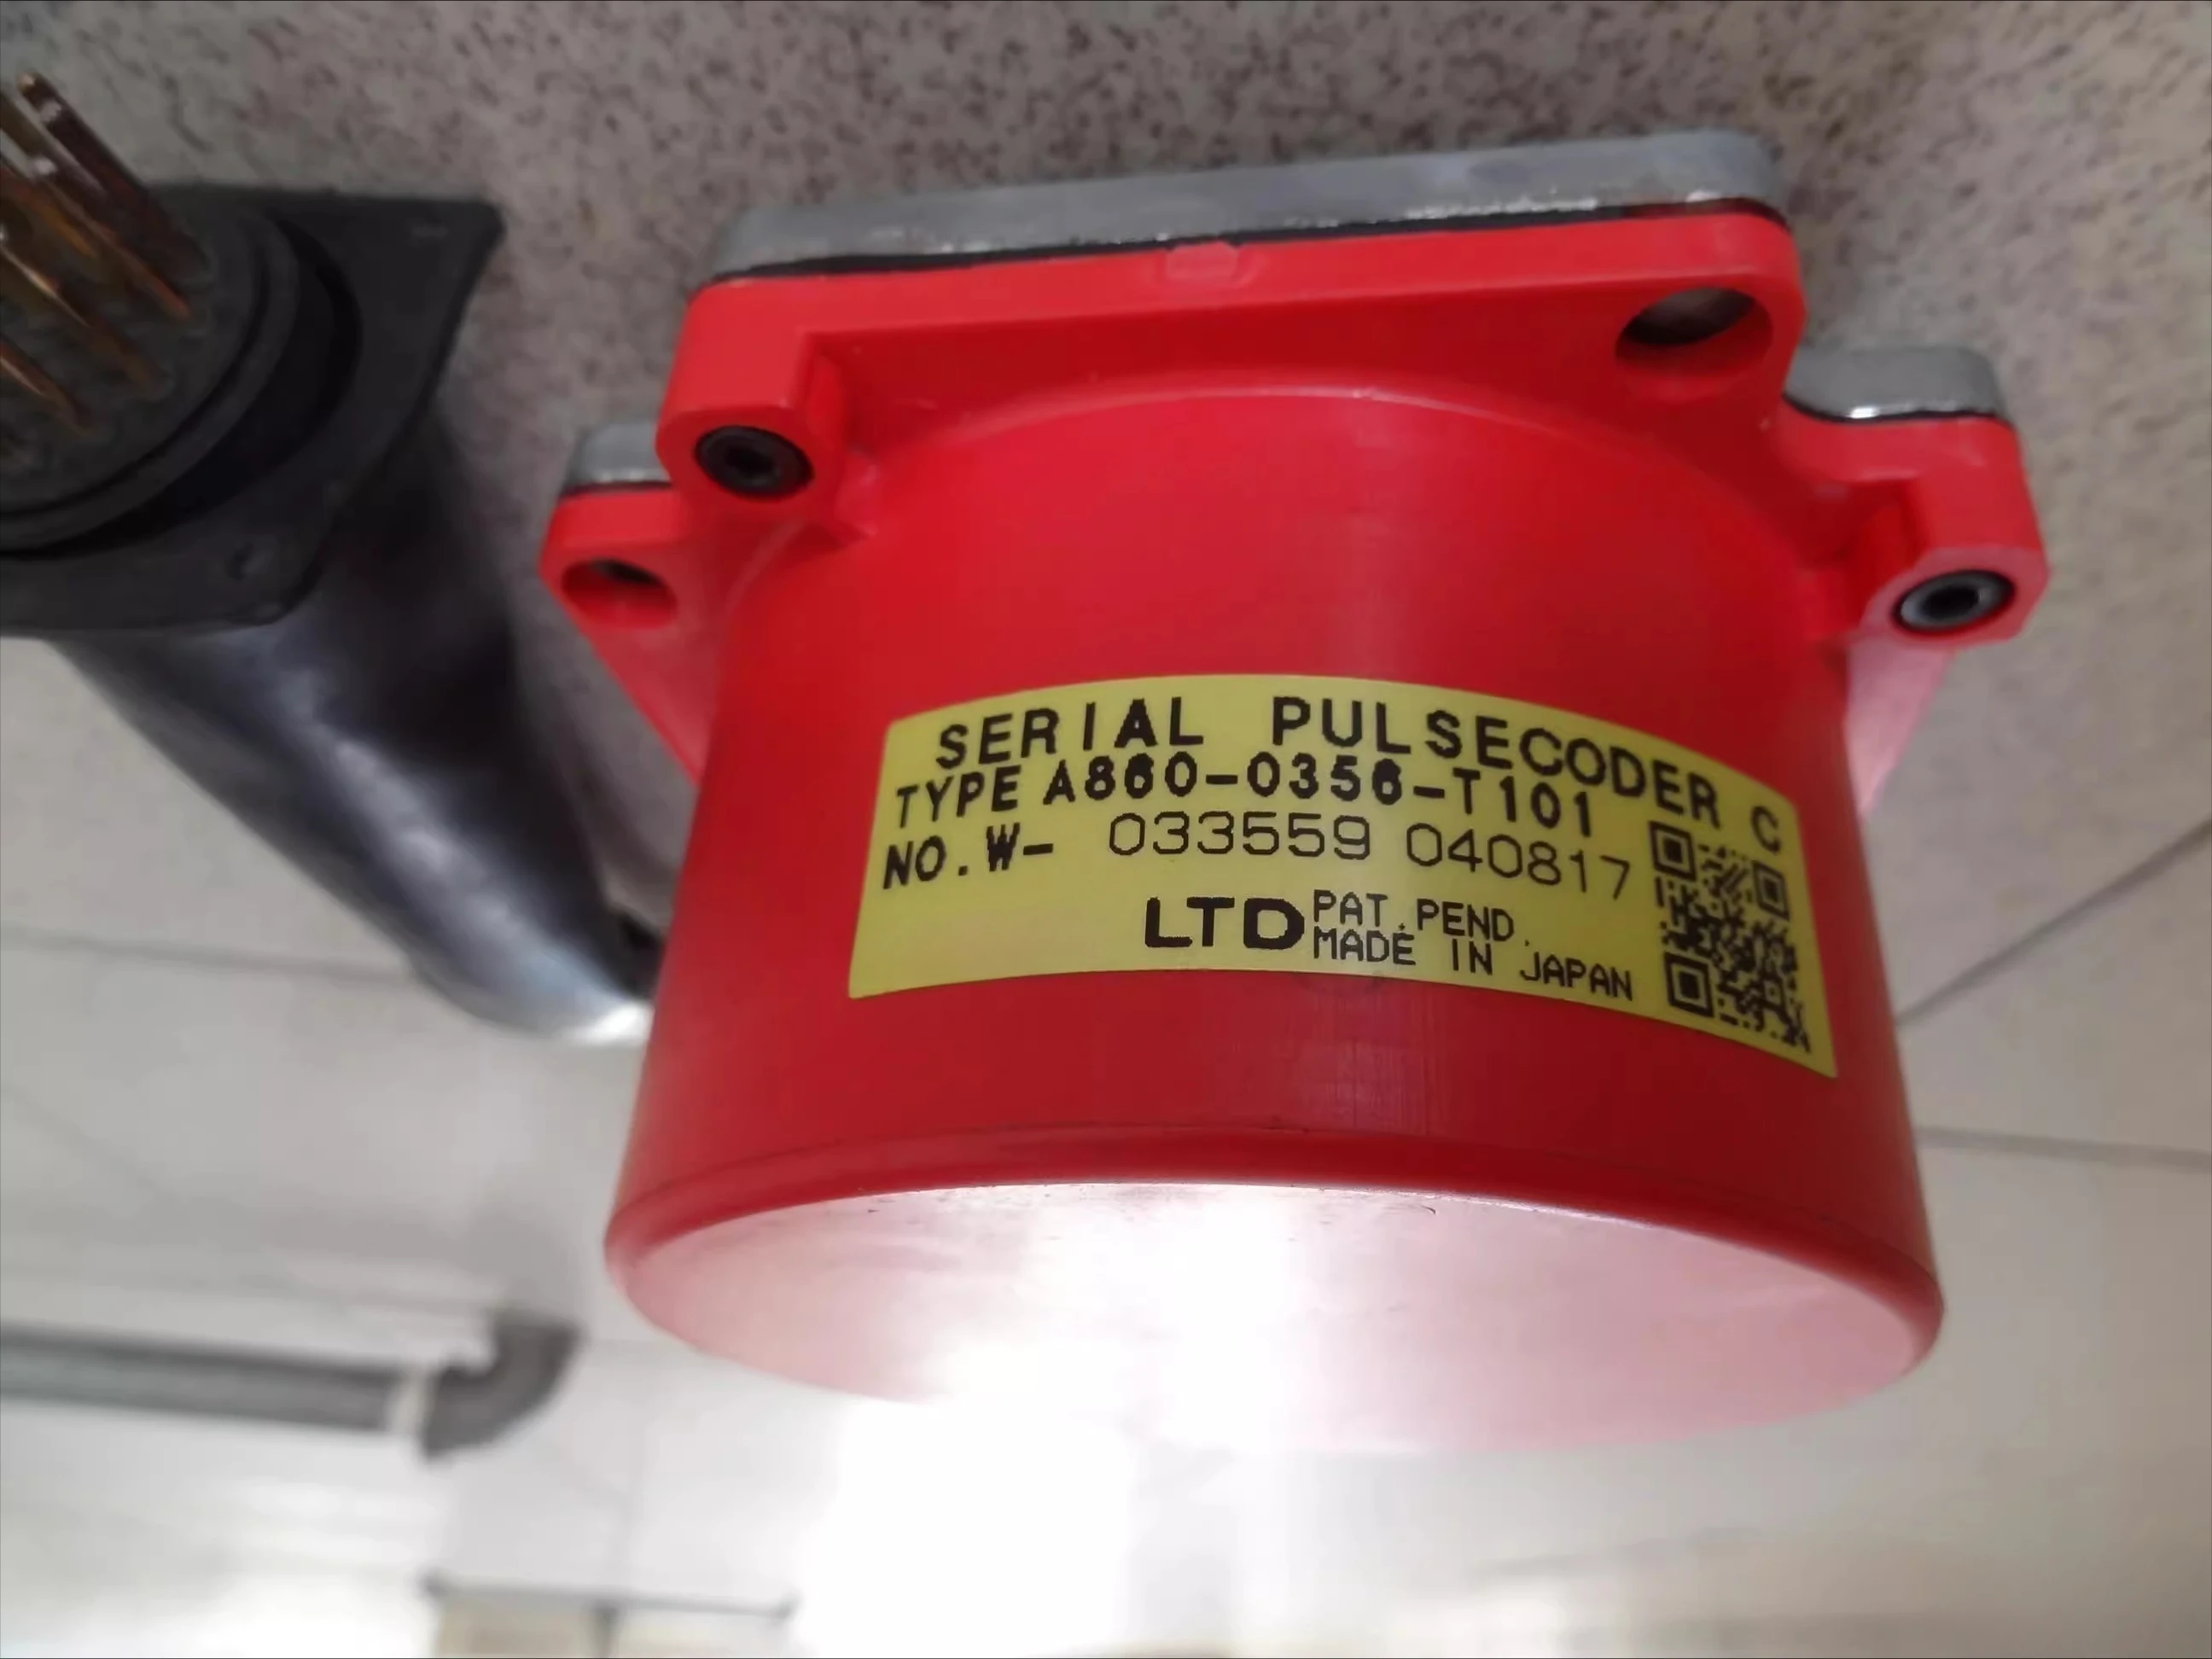 SERIAL PULSECODER C
TYPE A860-0356-T101
NO.W- 033559 040817
LTD PAT.PEND.
MADE IN JAPAN